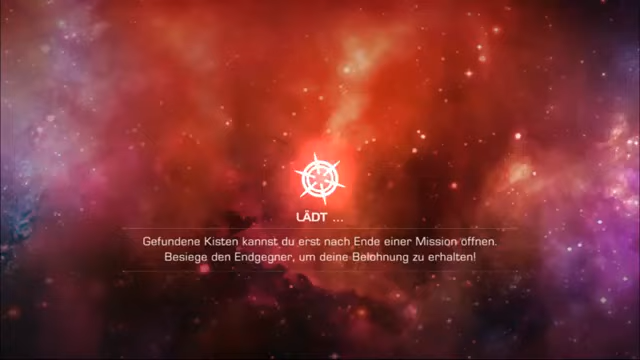 LÄDT ...
Gefundene Kisten kannst du erst nach Ende einer Mission öffnen.
Besiege den Endgegner, um deine Belohnung zu erhalten!